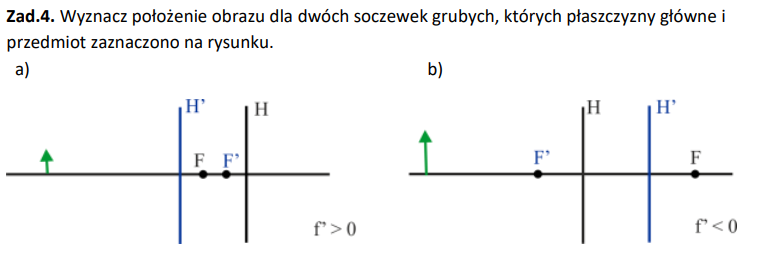 Zad.4. Wyznacz położenie obrazu dla dwóch soczewek grubych, których płaszczyzny główne i
przedmiot zaznaczono na rysunku.
a) b)
H' H H H'
F F' F' F
f' > 0 f' < 0